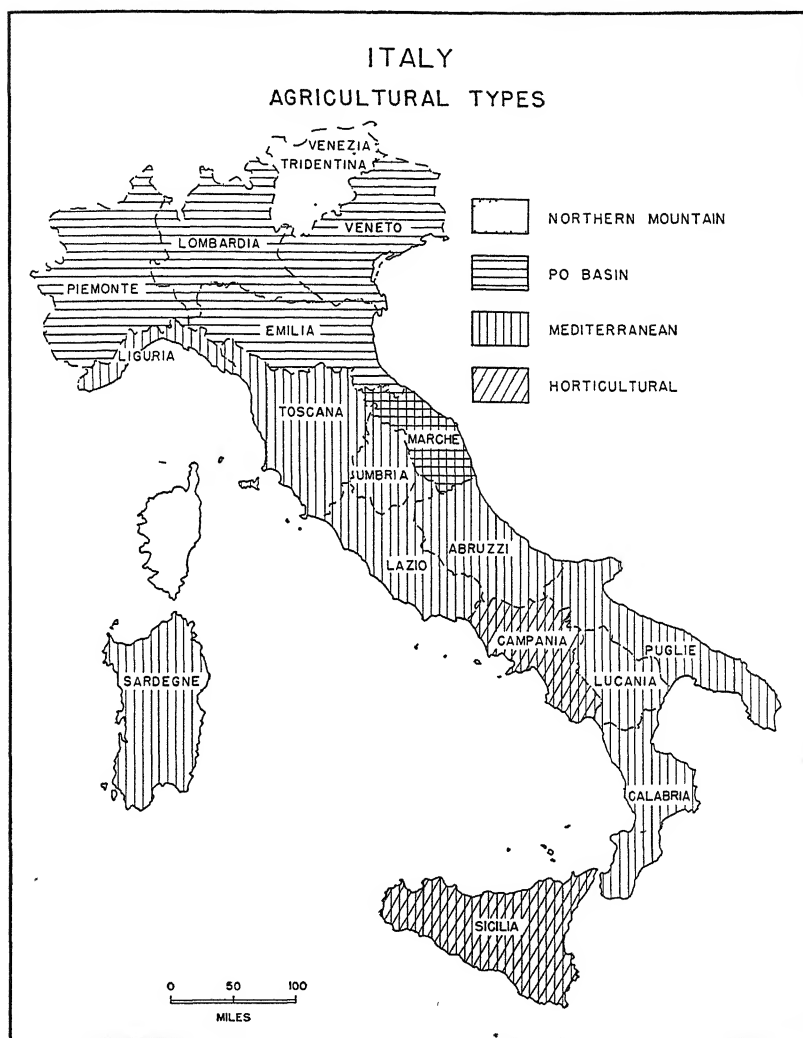 ITALY
AGRICULTURAL TYPES
VENEZIA
TRIDENTINA
NORTHERN MOUNTAIN
VENETO
LOMBARDIA
PO BASIN
PIEMONTE
EMILIA
MEDITERRANEAN
LIGURIA
HORTICULTURAL
TOSCANA
MARCHE
UMBRIA
ABRUZZI
LAZIO
CAMPANIA
PUGLIE
SARDEGNE
LUCANIA
CALABRIA
SICILIA
0 50 100
MILES